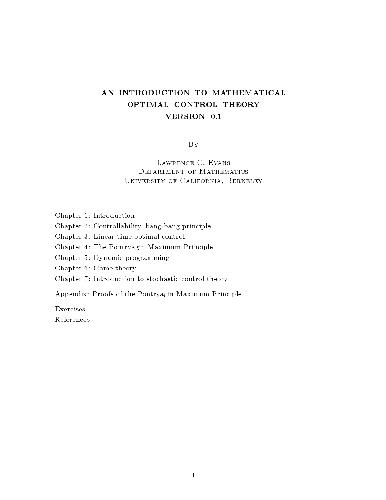 AN INTRODUCTION TO MATHEMATICAL
OPTIMAL CONTROL THEORY
VERSION 0.1
By
Lawrence C. Evans
Department of Mathematics
University of California, Berkeley
Chapter 1: Introduction
Chapter 2: Controllability, bang-bang principle
Chapter 3: Linear time-optimal control
Chapter 4: The Pontryagin Maximum Principle
Chapter 5: Dynamic programming
Chapter 6: Game theory
Chapter 7: Introduction to stochastic control theory
Appendix: Proofs of the Pontryagin Maximum Principle
Exercises
References
1